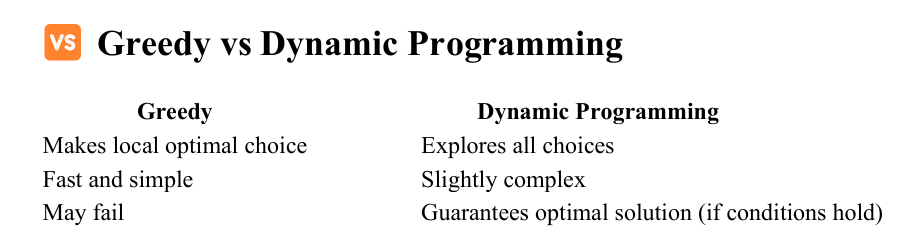 VS Greedy vs Dynamic Programming
Greedy Dynamic Programming
Makes local optimal choice Explores all choices
Fast and simple Slightly complex
May fail Guarantees optimal solution (if conditions hold)